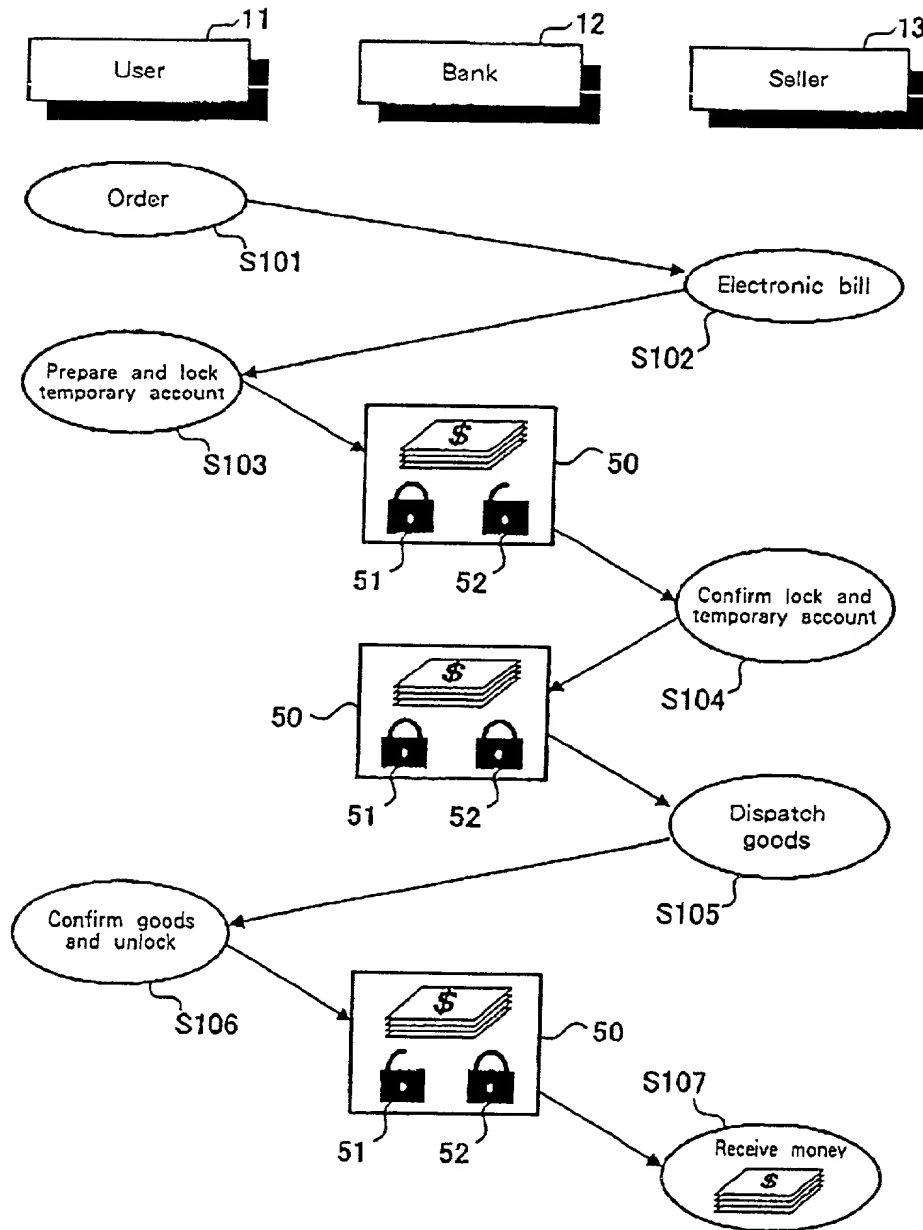 11
12
13
User
Bank
Seller
Order
S101
Electronic bill
S102
Prepare and lock
temporary account
S103
$
50
51
52
Confirm lock and
temporary account
S104
$
50
51
52
Dispatch
goods
S105
Confirm goods
and unlock
S106
$
50
51
52
S107
Receive money
$